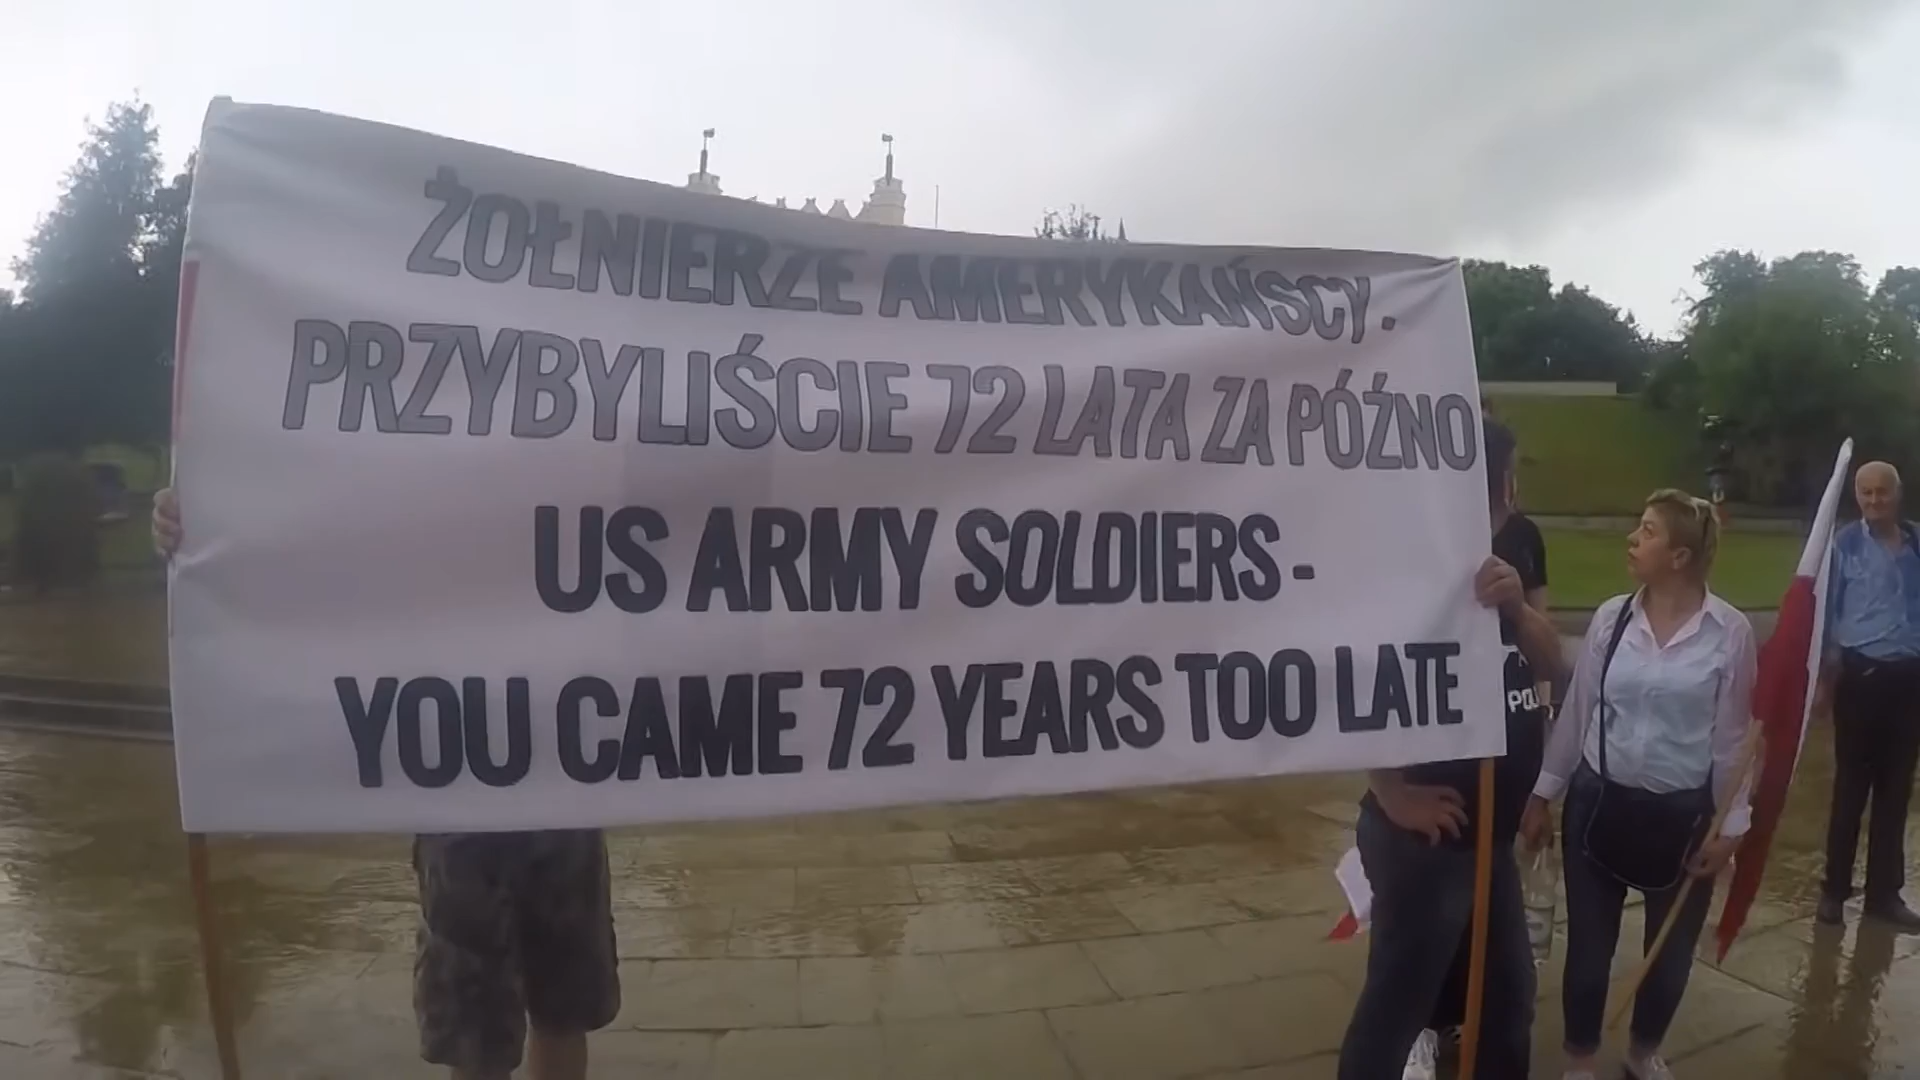 ŻOŁNIERZE AMERYKAŃSCY.
PRZYBYLIŚCIE 72 LATA ZA PÓŹNO
US ARMY SOLDIERS-
YOU CAME 72 YEARS TOO LATE